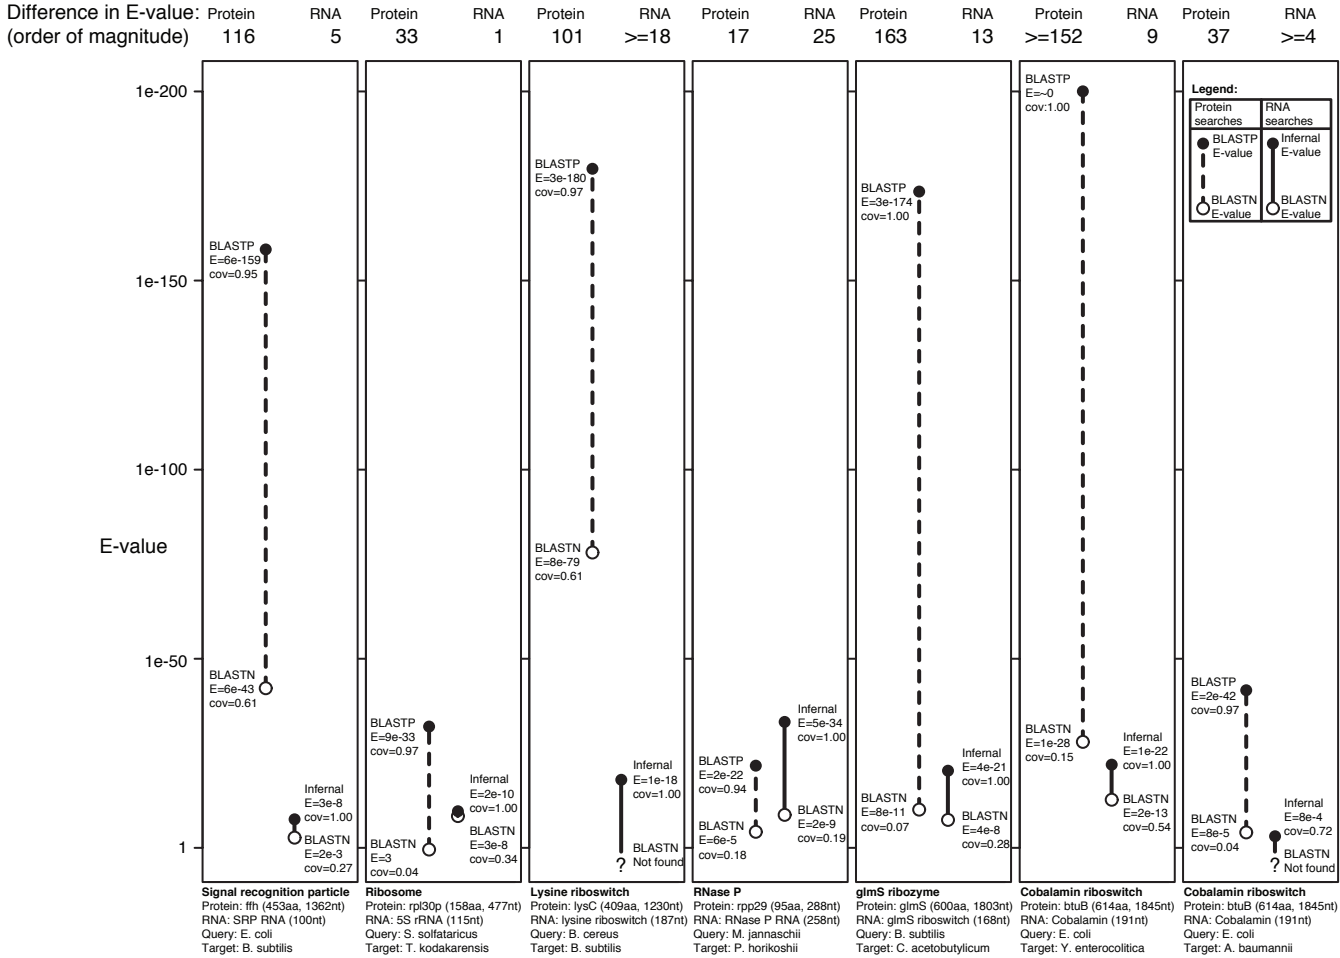 Difference in E-value: Protein RNA Protein RNA Protein RNA Protein RNA Protein RNA Protein RNA Protein RNA
(order of magnitude) 116 5 33 1 101 >=18 17 25 163 13 >=152 9 37 >=4
1e-200
1e-150
1e-100
E-value
1e-50
1
BLASTP
E=6e-159
cov=0.95
BLASTN
E=6e-43
cov=0.61
Infernal
E=3e-8
cov=1.00
BLASTN
E=2e-3
cov=0.27
BLASTP
E=9e-33
cov=0.97
BLASTN
E=3
cov=0.04
Infernal
E=2e-10
cov=1.00
BLASTN
E=3e-8
cov=0.34
BLASTP
E=3e-180
cov=0.97
BLASTN
E=8e-79
cov=0.61
Infernal
E=1e-18
cov=1.00
BLASTN
? Not found
BLASTP
E=2e-22
cov=0.94
BLASTN
E=6e-5
cov=0.18
Infernal
E=5e-34
cov=1.00
BLASTN
E=2e-9
cov=0.19
BLASTP
E=3e-174
cov=1.00
BLASTN
E=8e-11
cov=0.07
Infernal
E=4e-21
cov=1.00
BLASTN
E=4e-8
cov=0.28
BLASTP
E=~0
cov:1.00
BLASTN
E=1e-28
cov=0.15
Infernal
E=1e-22
cov=1.00
BLASTN
E=2e-13
cov=0.54
Legend:
Protein searches
RNA searches
BLASTP E-value
BLASTN E-value
Infernal E-value
BLASTN E-value
BLASTP
E=2e-42
cov=0.97
BLASTN
E=8e-5
cov=0.04
Infernal
E=8e-4
cov=0.72
BLASTN
? Not found
Signal recognition particle
Protein: ffh (453aa, 1362nt)
RNA: SRP RNA (100nt)
Query: E. coli
Target: B. subtilis
Ribosome
Protein: rpl30p (158aa, 477nt)
RNA: 5S rRNA (115nt)
Query: S. solfataricus
Target: T. kodakarensis
Lysine riboswitch
Protein: lysC (409aa, 1230nt)
RNA: lysine riboswitch (187nt)
Query: B. cereus
Target: B. subtilis
RNase P
Protein: rpp29 (95aa, 288nt)
RNA: RNase P RNA (258nt)
Query: M. jannaschii
Target: P. horikoshii
glmS ribozyme
Protein: glmS (600aa, 1803nt)
RNA: glmS riboswitch (168nt)
Query: B. subtilis
Target: C. acetobutylicum
Cobalamin riboswitch
Protein: btuB (614aa, 1845nt)
RNA: Cobalamin (191nt)
Query: E. coli
Target: Y. enterocolitica
Cobalamin riboswitch
Protein: btuB (614aa, 1845nt)
RNA: Cobalamin (191nt)
Query: E. coli
Target: A. baumannii